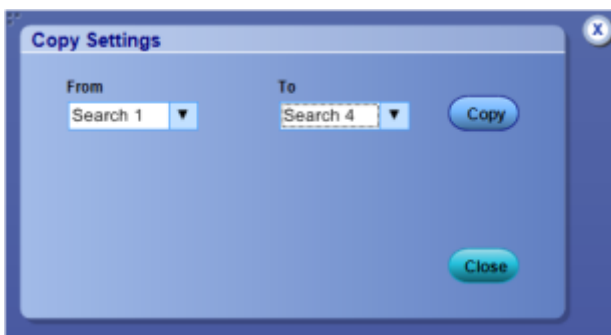 X
Copy Settings
From To
Search 1 ▼ Search 4 ▼ Copy
Close